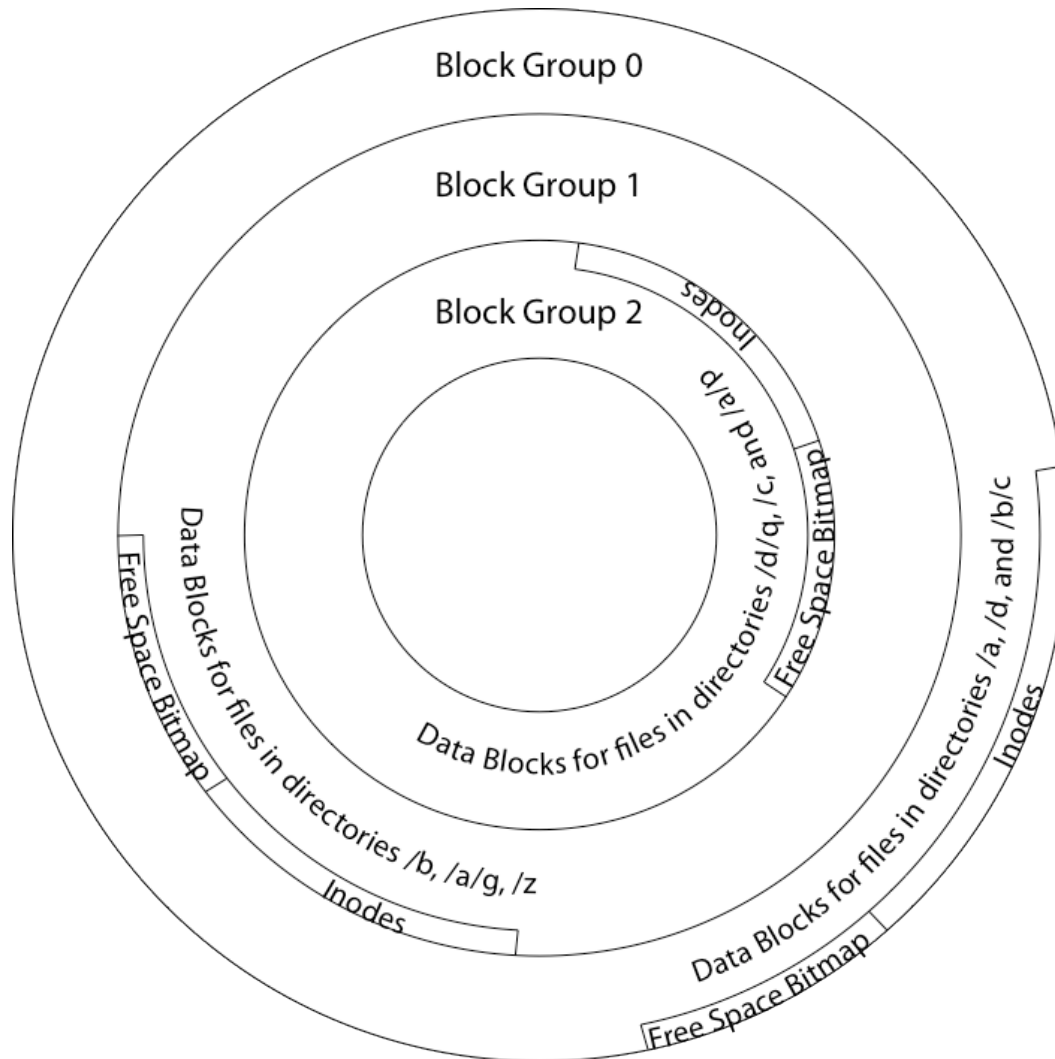 Block Group 0
Block Group 1
Block Group 2
Inodes
Free Space Bitmap
Data Blocks for files in directories /d/q, /c, and /a/p
Data Blocks for files in directories /b, /a/g, /z
Free Space Bitmap
Inodes
Data Blocks for files in directories /a, /d, and /b/c
Inodes
Free Space Bitmap